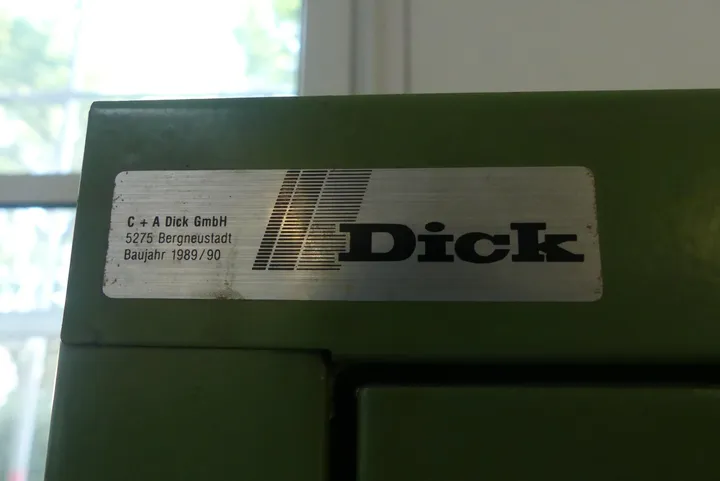 C + A Dick GmbH
5275 Bergneustadt
Baujahr 1989/90
Dick